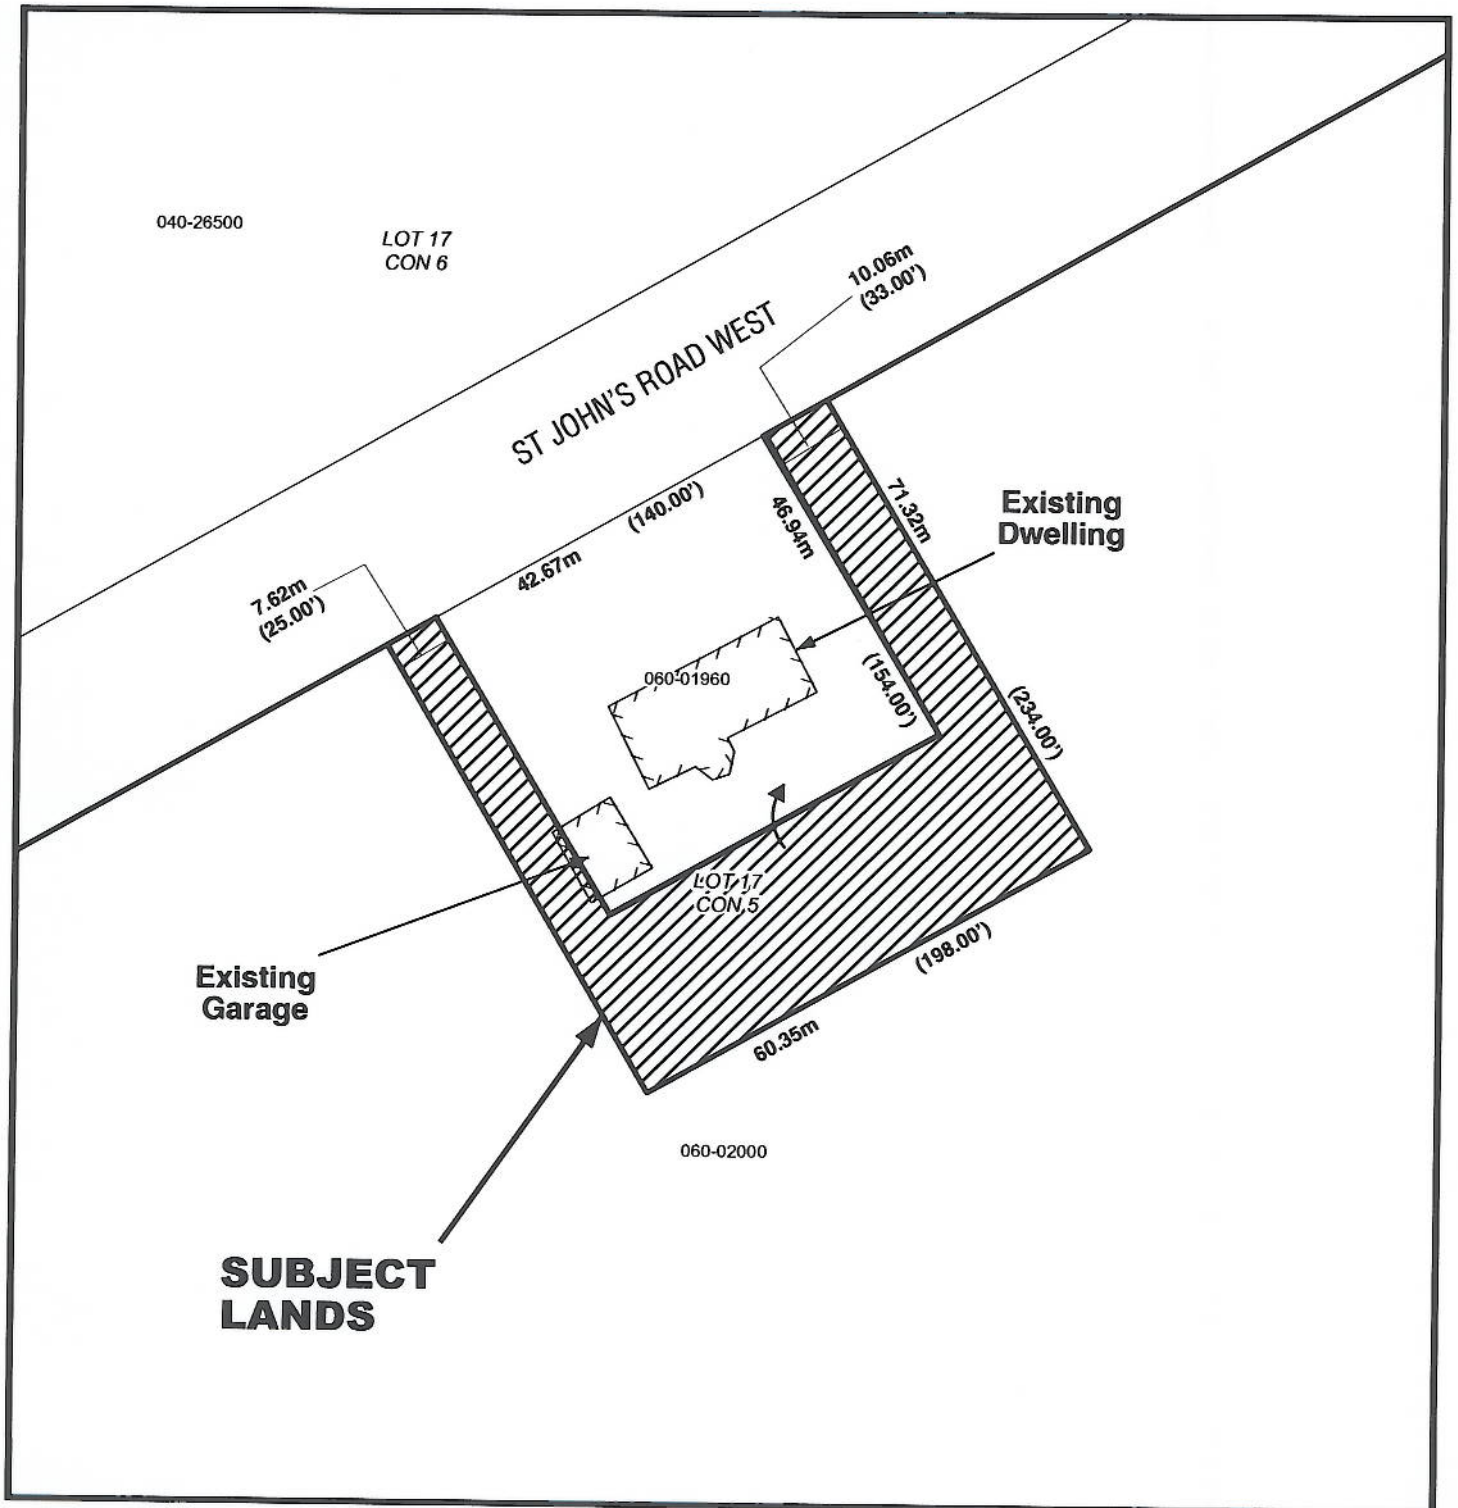 040-26500
LOT 17
CON 6
10.06m
(33.00')
ST JOHN'S ROAD WEST
(140.00')
42.67m
7.62m
(25.00')
46.94m
(154.00')
71.32m
(234.00')
Existing
Dwelling
060-01960
LOT 17
CON 5
Existing
Garage
(198.00')
60.35m
060-02000
SUBJECT
LANDS